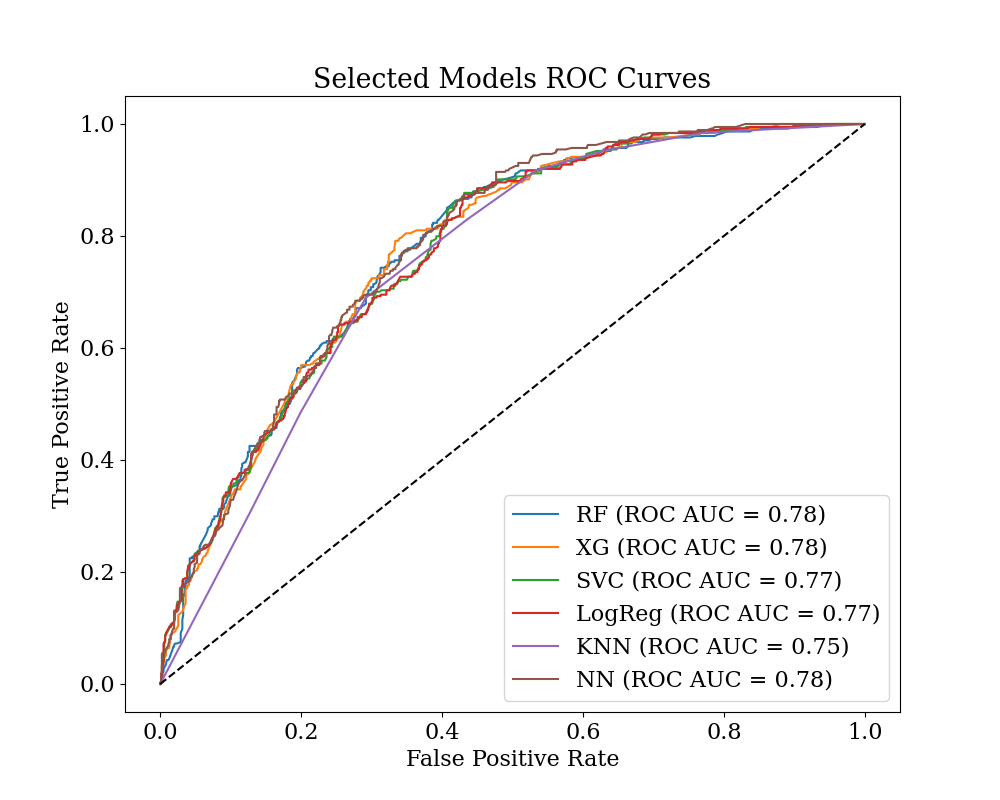 Selected Models ROC Curves
True Positive Rate
1.0
0.8
0.6
0.4
0.2
0.0
RF (ROC AUC = 0.78)
XG (ROC AUC = 0.78)
SVC (ROC AUC = 0.77)
LogReg (ROC AUC = 0.77)
KNN (ROC AUC = 0.75)
NN (ROC AUC = 0.78)
0.0 0.2 0.4 0.6 0.8 1.0
False Positive Rate